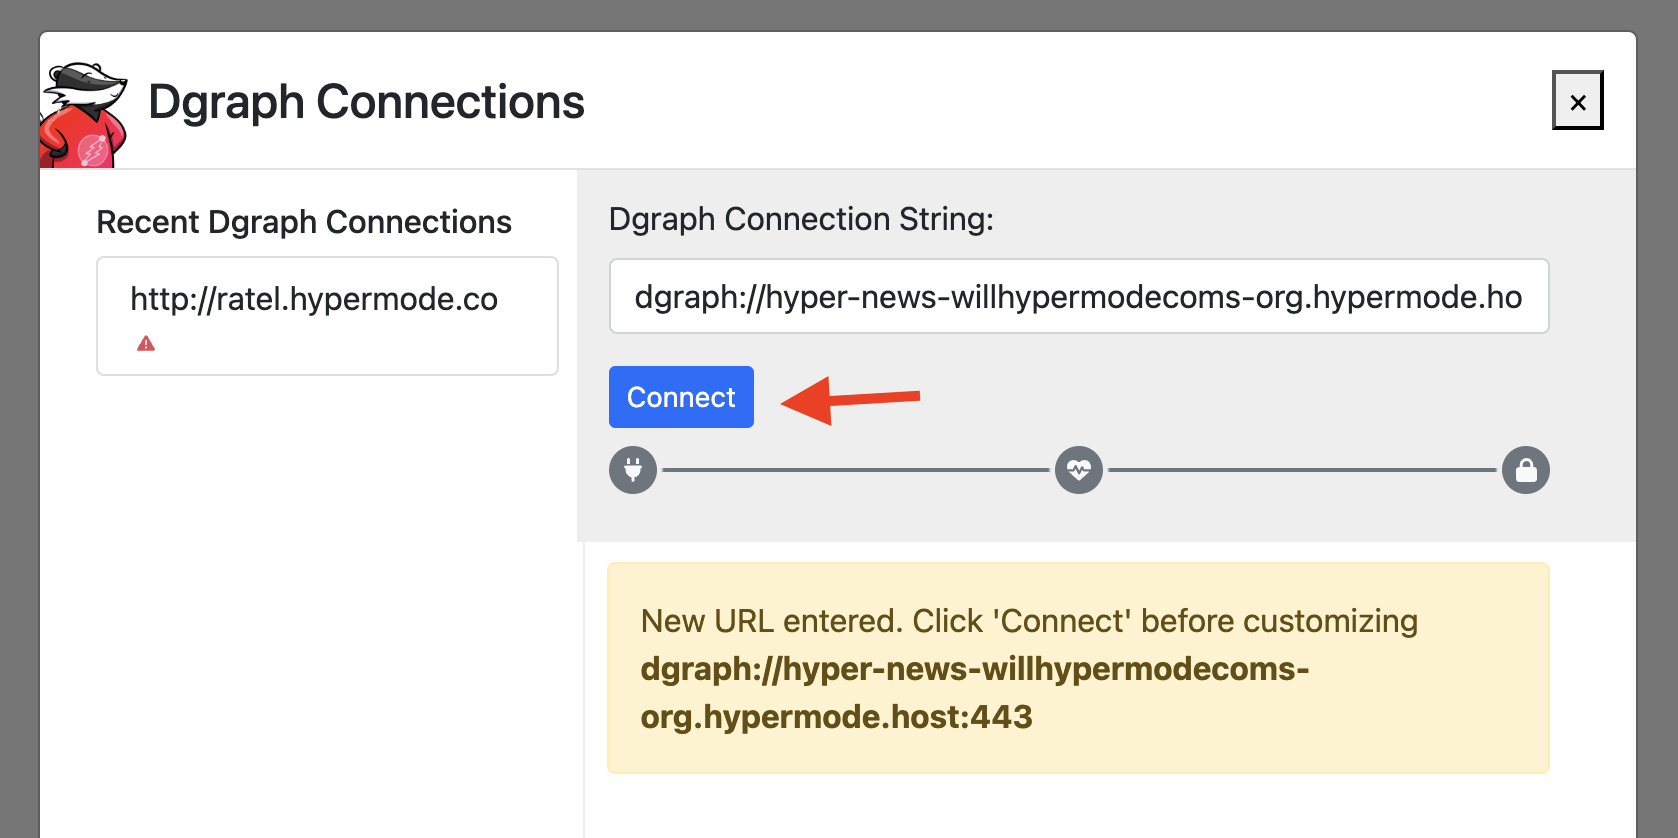 Dgraph Connections
×
Recent Dgraph Connections
http://ratel.hypermode.co
Dgraph Connection String:
dgraph://hyper-news-willhypermodecoms-org.hypermode.ho
Connect
New URL entered. Click 'Connect' before customizing
dgraph://hyper-news-willhypermodecoms-
org.hypermode.host:443